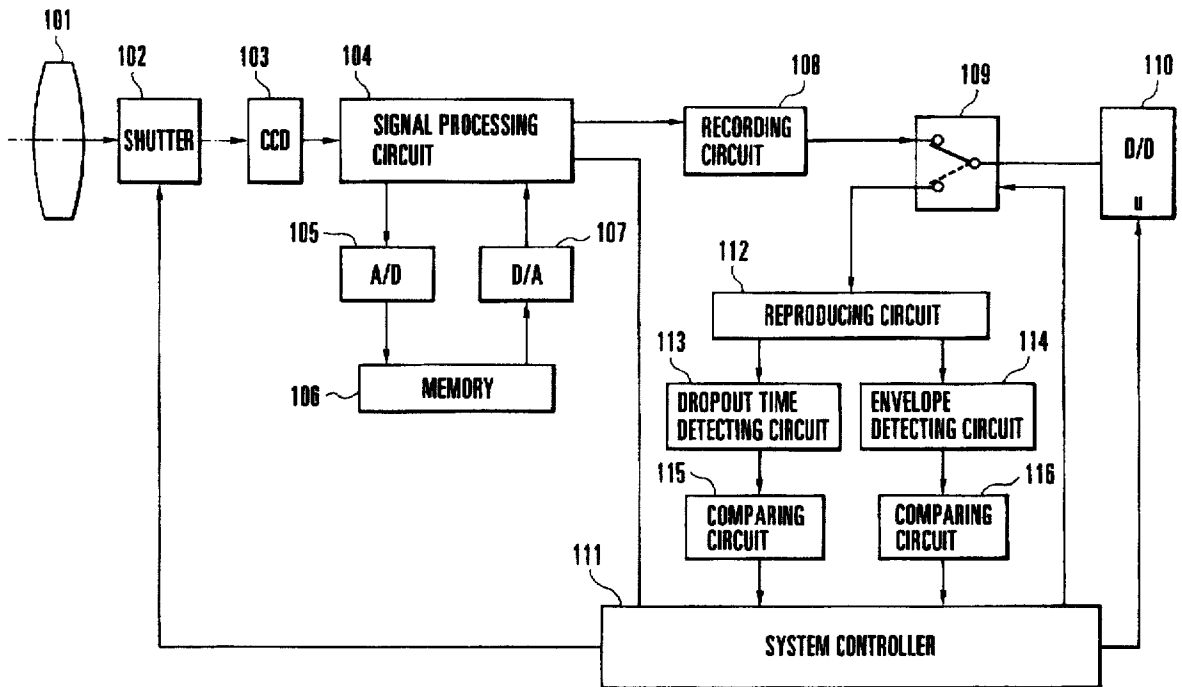 101
102
103
104
108
109
110
SHUTTER
CCD
SIGNAL PROCESSING
CIRCUIT
RECORDING
CIRCUIT
D/D
u
105
107
A/D
D/A
112
REPRODUCING CIRCUIT
106
MEMORY
113
114
DROPOUT TIME
DETECTING CIRCUIT
ENVELOPE
DETECTING CIRCUIT
115
116
COMPARING
CIRCUIT
COMPARING
CIRCUIT
111
SYSTEM CONTROLLER